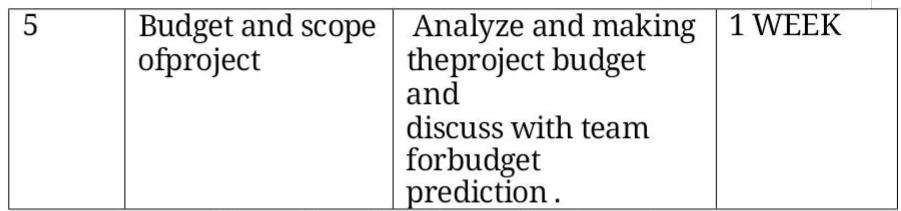 5
Budget and scope
ofproject
Analyze and making
theproject budget
and
discuss with team
forbudget
prediction .
1 WEEK